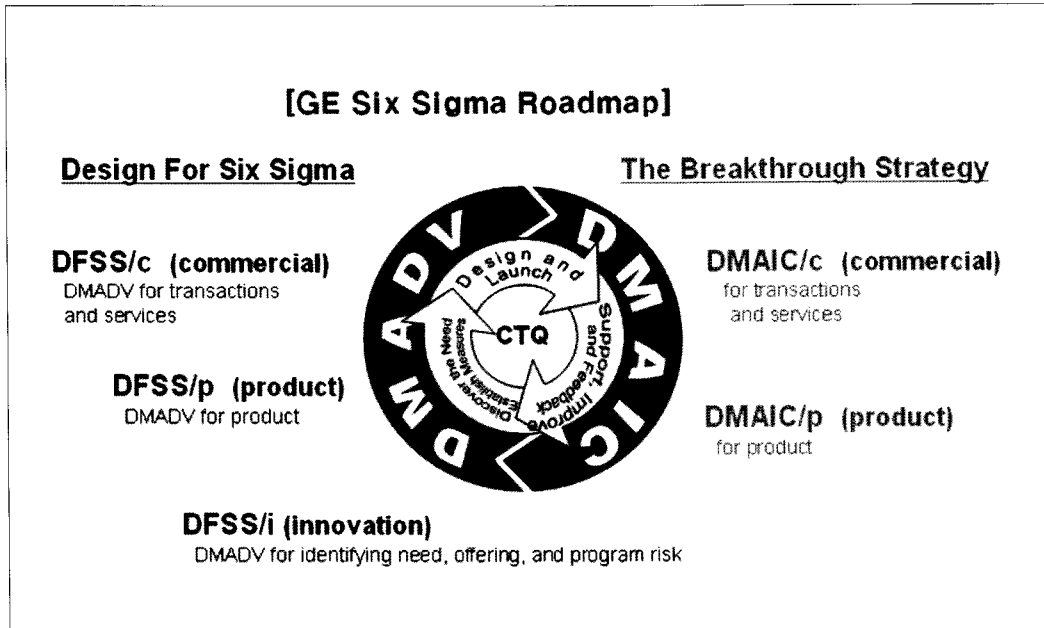 [GE Six Sigma Roadmap]
Design For Six Sigma
The Breakthrough Strategy
DFSS/c (commercial)
DMADV for transactions
and services
DFSS/p (product)
DMADV for product
DFSS/i (innovation)
DMADV for identifying need, offering, and program risk
DMADV
DMAIC
Design and
Launch
Support, Improve
and Feedback
Discover the Need
Establish Measures
CTQ
DMAIC/c (commercial)
for transactions
and services
DMAIC/p (product)
for product